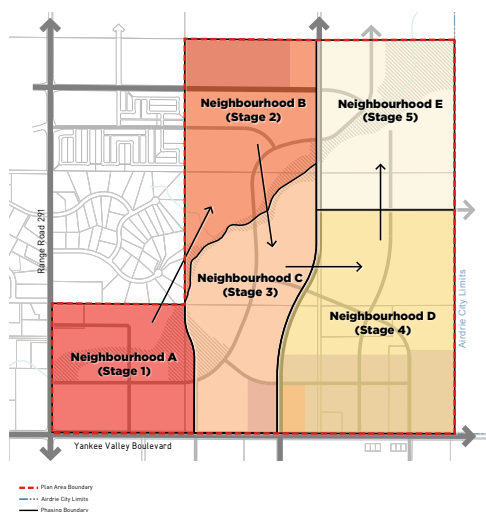 Neighbourhood B
(Stage 2)
Neighbourhood E
(Stage 5)
Range Road 291
Neighbourhood C
(Stage 3)
Airdrie City Limits
Neighbourhood D
(Stage 4)
Neighbourhood A
(Stage 1)
Yankee Valley Boulevard
Plan Area Boundary
Airdrie City Limits
Phasing Boundary